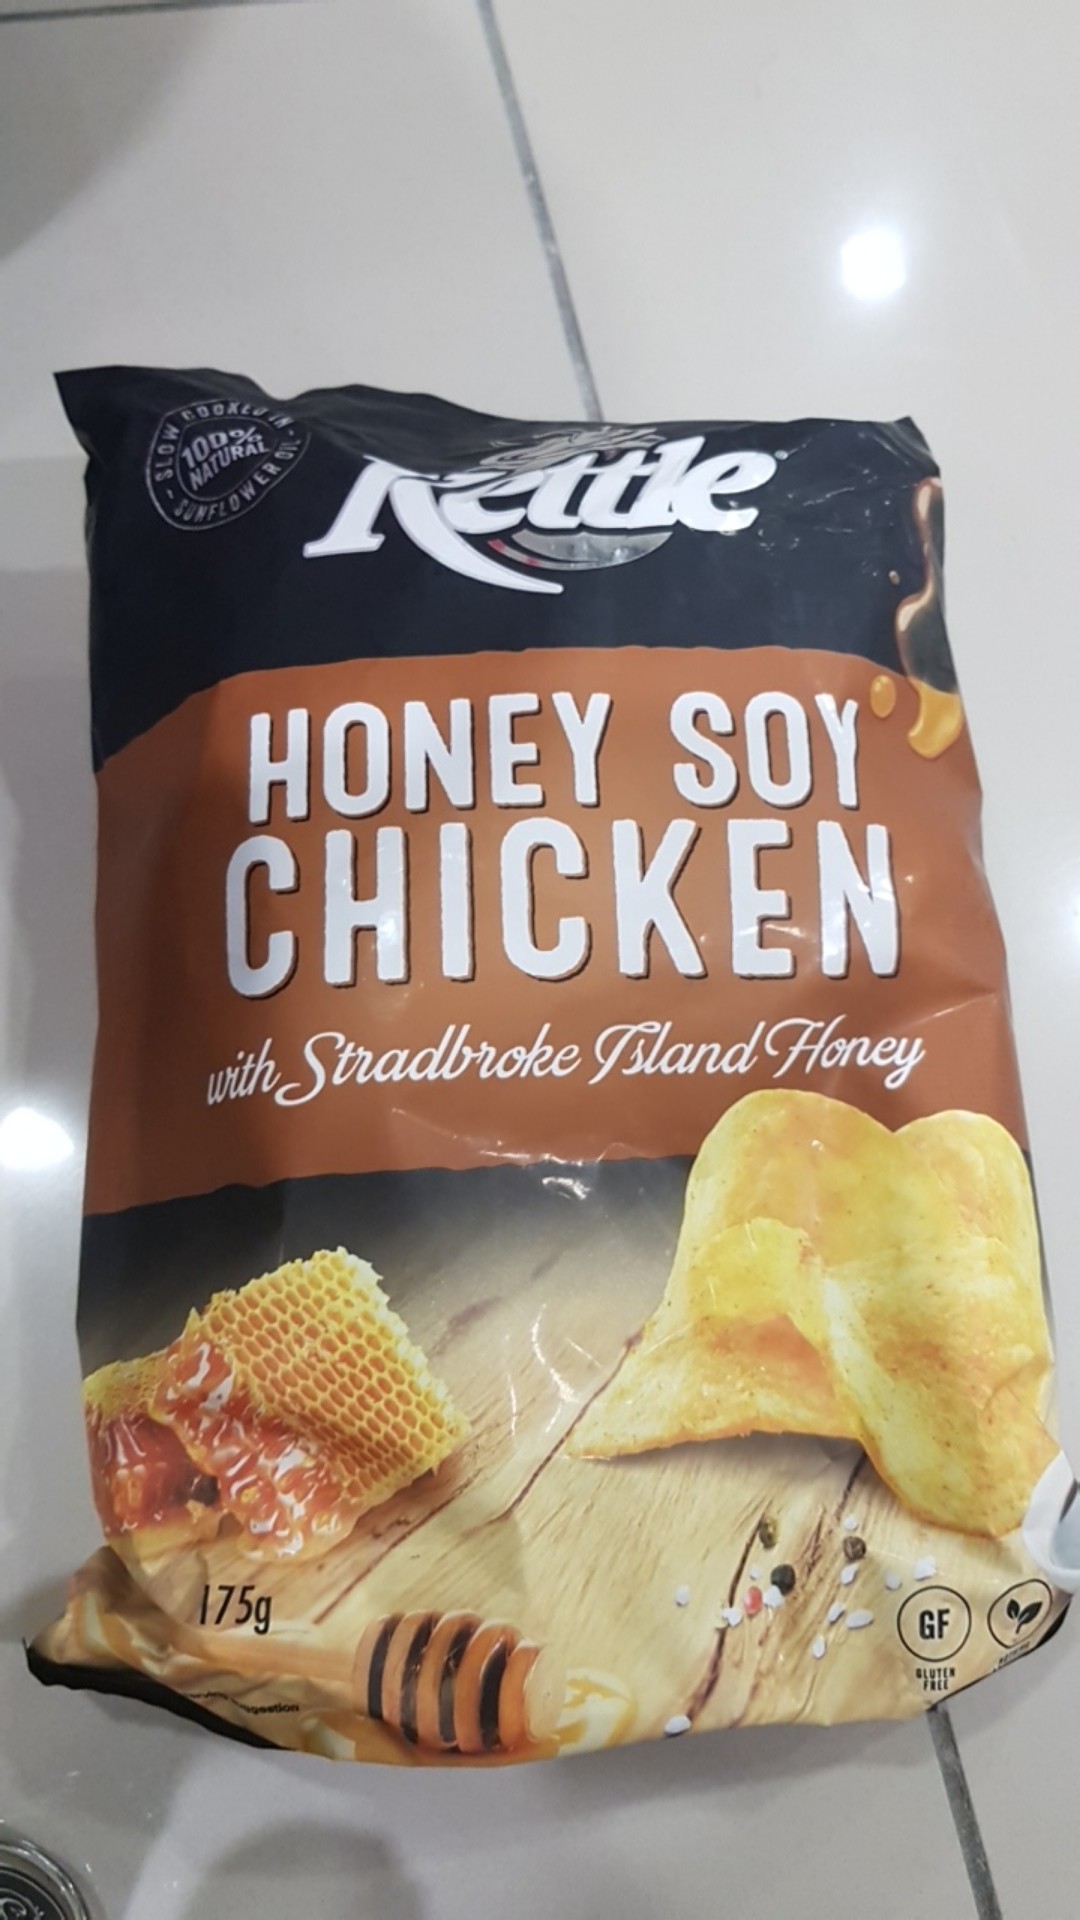 SLOW COOKED IN
100%
NATURAL
SUNFLOWER OIL
Kettle
HONEY SOY
CHICKEN
with Stradbroke Island Honey
175g
GF
GLUTEN
FREE